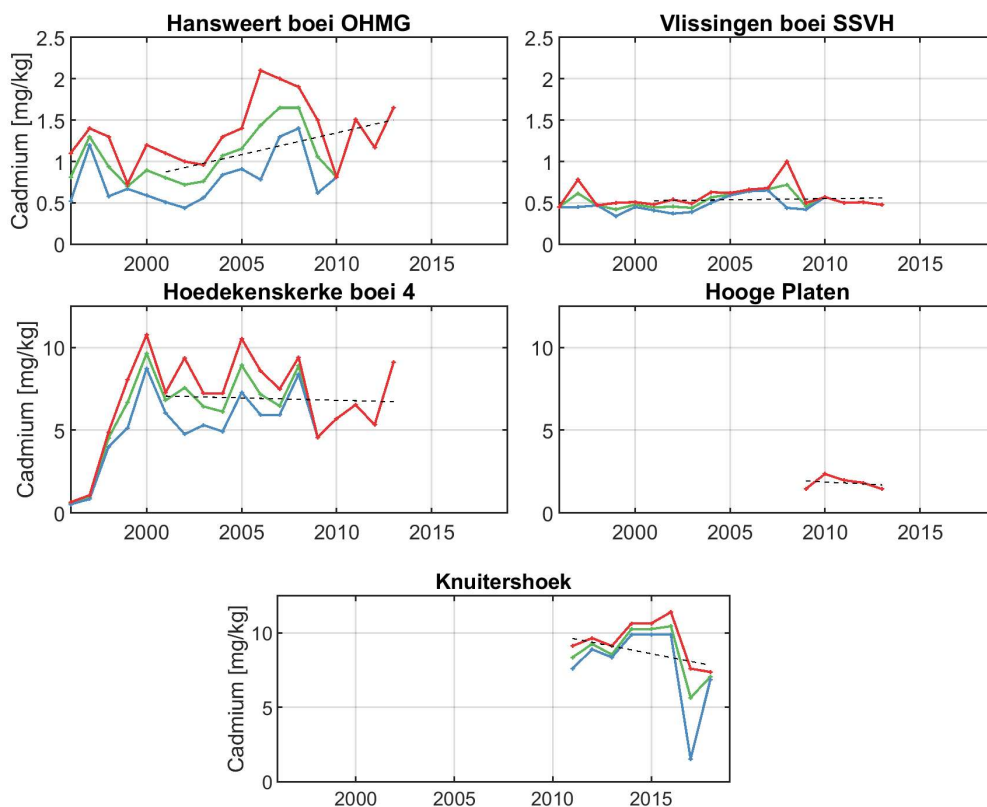 Hansweert boei OHMG
Vlissingen boei SSVH
Cadmium [mg/kg]
2.5
2
1.5
1
0.5
0
2000 2005 2010 2015
2.5
2
1.5
1
0.5
0
2000 2005 2010 2015
Hoedekenskerke boei 4
Hooge Platen
Cadmium [mg/kg]
10
5
0
2000 2005 2010 2015
10
5
0
2000 2005 2010 2015
Knuitershoek
Cadmium [mg/kg]
10
5
0
2000 2005 2010 2015